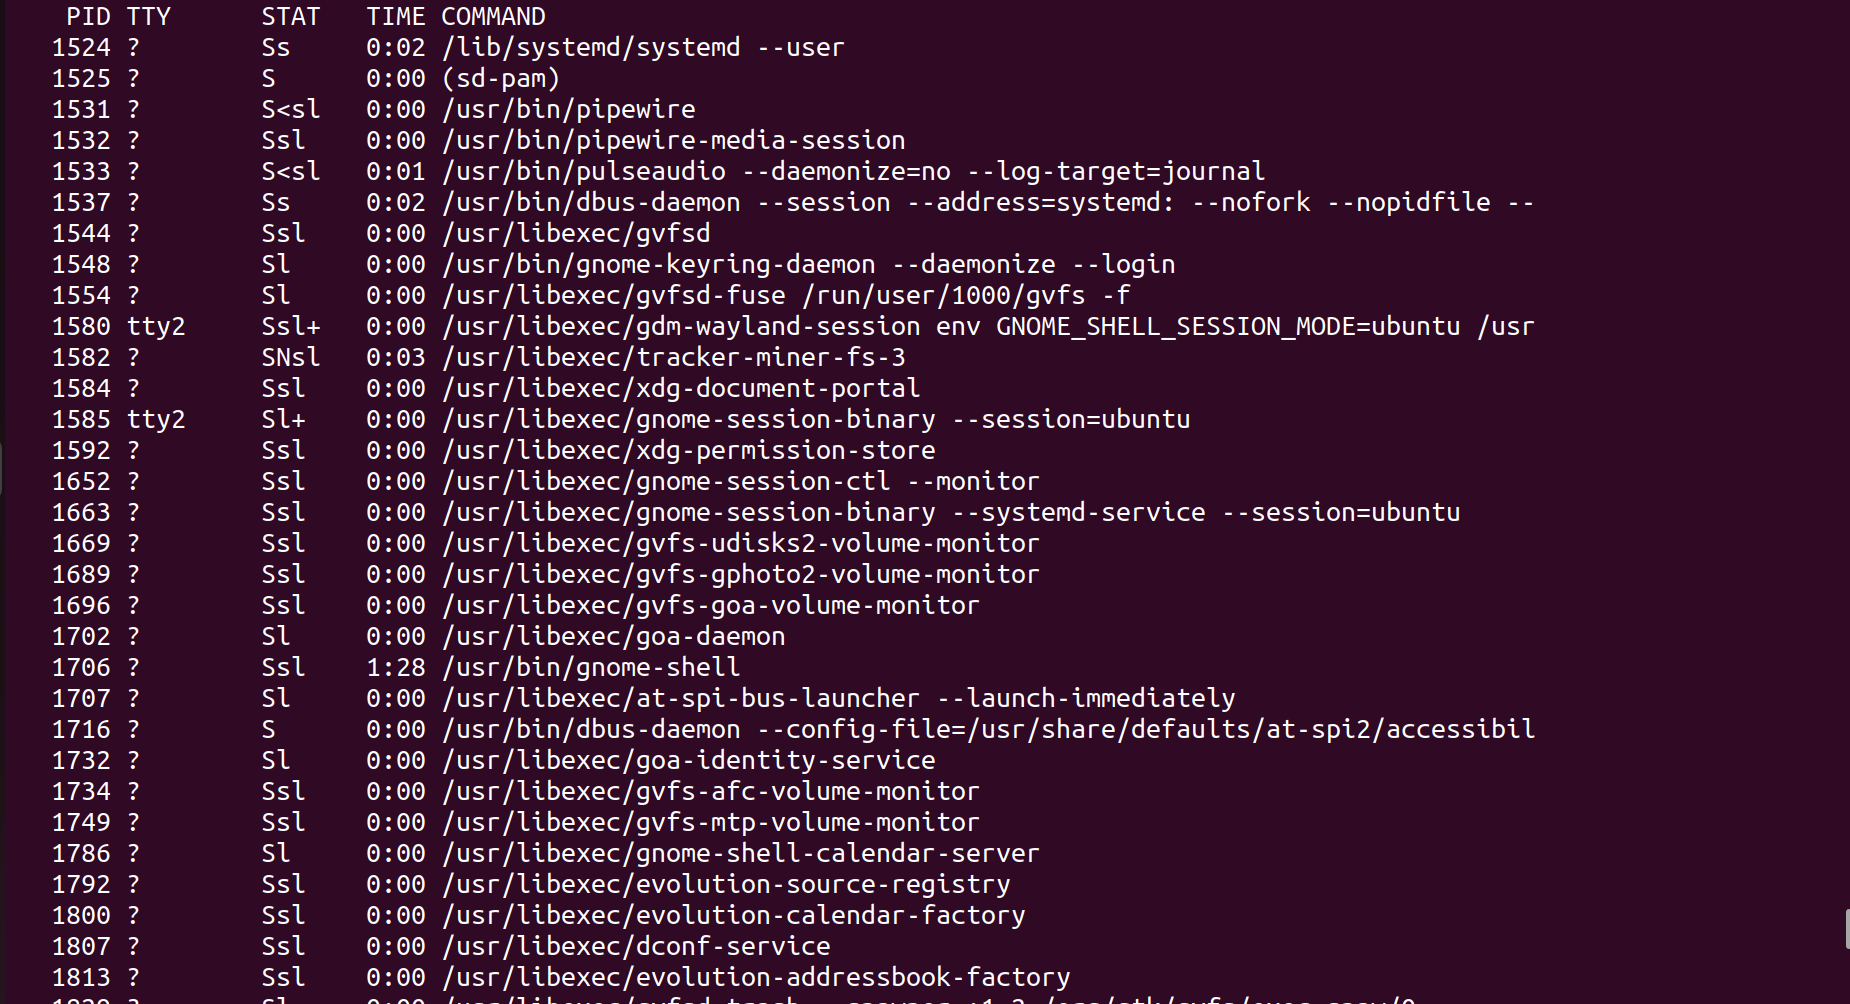 PID TTY STAT TIME COMMAND
1524 ? Ss 0:02 /lib/systemd/systemd --user
1525 ? S 0:00 (sd-pam)
1531 ? S<sl 0:00 /usr/bin/pipewire
1532 ? Ssl 0:00 /usr/bin/pipewire-media-session
1533 ? S<sl 0:01 /usr/bin/pulseaudio --daemonize=no --log-target=journal
1537 ? Ss 0:02 /usr/bin/dbus-daemon --session --address=systemd: --nofork --nopidfile --
1544 ? Ssl 0:00 /usr/libexec/gvfsd
1548 ? Sl 0:00 /usr/bin/gnome-keyring-daemon --daemonize --login
1554 ? Sl 0:00 /usr/libexec/gvfsd-fuse /run/user/1000/gvfs -f
1580 tty2 Ssl+ 0:00 /usr/libexec/gdm-wayland-session env GNOME_SHELL_SESSION_MODE=ubuntu /usr
1582 ? SNsl 0:03 /usr/libexec/tracker-miner-fs-3
1584 ? Ssl 0:00 /usr/libexec/xdg-document-portal
1585 tty2 Sl+ 0:00 /usr/libexec/gnome-session-binary --session=ubuntu
1592 ? Ssl 0:00 /usr/libexec/xdg-permission-store
1652 ? Ssl 0:00 /usr/libexec/gnome-session-ctl --monitor
1663 ? Ssl 0:00 /usr/libexec/gnome-session-binary --systemd-service --session=ubuntu
1669 ? Ssl 0:00 /usr/libexec/gvfs-udisks2-volume-monitor
1689 ? Ssl 0:00 /usr/libexec/gvfs-gphoto2-volume-monitor
1696 ? Ssl 0:00 /usr/libexec/gvfs-goa-volume-monitor
1702 ? Sl 0:00 /usr/libexec/goa-daemon
1706 ? Ssl 1:28 /usr/bin/gnome-shell
1707 ? Sl 0:00 /usr/libexec/at-spi-bus-launcher --launch-immediately
1716 ? S 0:00 /usr/bin/dbus-daemon --config-file=/usr/share/defaults/at-spi2/accessibil
1732 ? Sl 0:00 /usr/libexec/goa-identity-service
1734 ? Ssl 0:00 /usr/libexec/gvfs-afc-volume-monitor
1749 ? Ssl 0:00 /usr/libexec/gvfs-mtp-volume-monitor
1786 ? Sl 0:00 /usr/libexec/gnome-shell-calendar-server
1792 ? Ssl 0:00 /usr/libexec/evolution-source-registry
1800 ? Ssl 0:00 /usr/libexec/evolution-calendar-factory
1807 ? Ssl 0:00 /usr/libexec/dconf-service
1813 ? Ssl 0:00 /usr/libexec/evolution-addressbook-factory